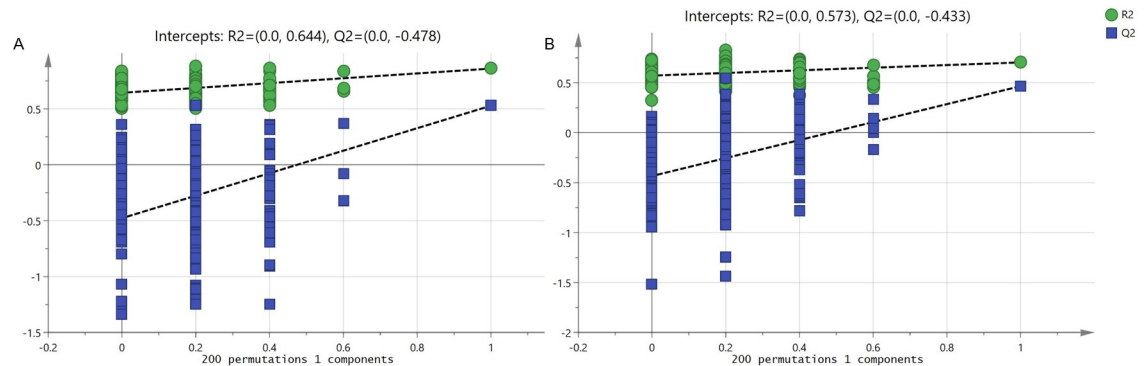 A
Intercepts: R2=(0.0, 0.644), Q2=(0.0, -0.478)
0.5
0
-0.5
-1
-1.5
-0.2 0 0.2 0.4 0.6 0.8 1
200 permutations 1 components
B
Intercepts: R2=(0.0, 0.573), Q2=(0.0, -0.433)
R2
Q2
0.5
0
-0.5
-1
-1.5
-2
-0.2 0 0.2 0.4 0.6 0.8 1
200 permutations 1 components